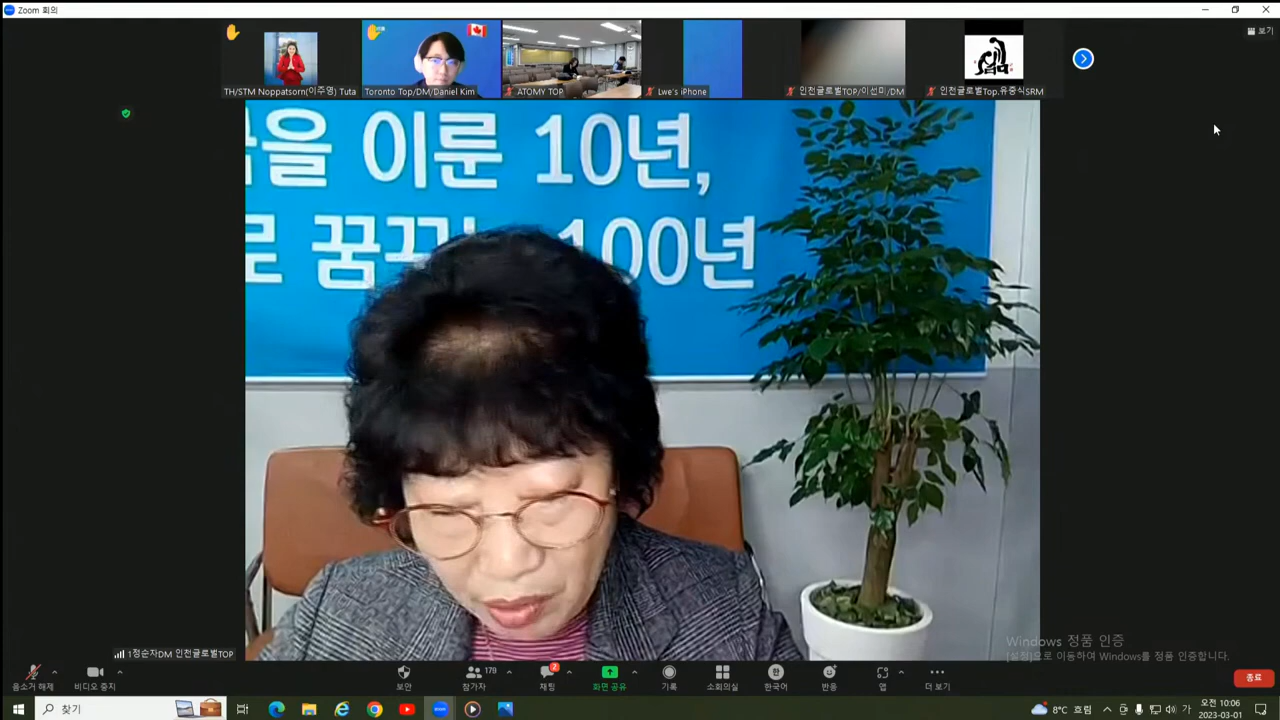 Zoom 회의
보기
TH/STM Noppatsorn(이주영) Tuta
Toronto Top/DM/Daniel Kim
ATOMY TOP
Lwe's iPhone
인천글로벌TOP/이선미/DM
인천글로벌Top.유중식SRM
을 이룬 10년,
로 꿈꾸는 100년
1정순자DM 인천글로벌TOP
Windows 정품 인증
[설정]으로 이동하여 Windows를 정품 인증합니다.
음소거 해제
비디오 중지
보안
179
참가자
2
채팅
화면 공유
기록
소회의실
한
한국어
반응
앱
더 보기
종료
찾기
8°C 흐림
가
오전 10:06
2023-03-01